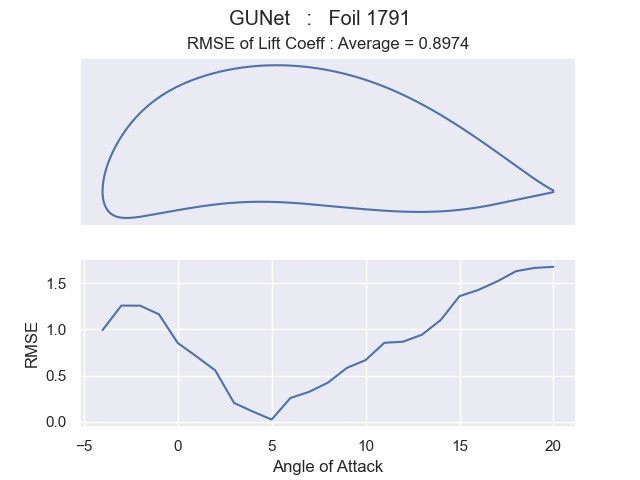 GUNet : Foil 1791
RMSE of Lift Coeff : Average = 0.8974
1.5
1.0
0.5
0.0
RMSE
−5 0 5 10 15 20
Angle of Attack